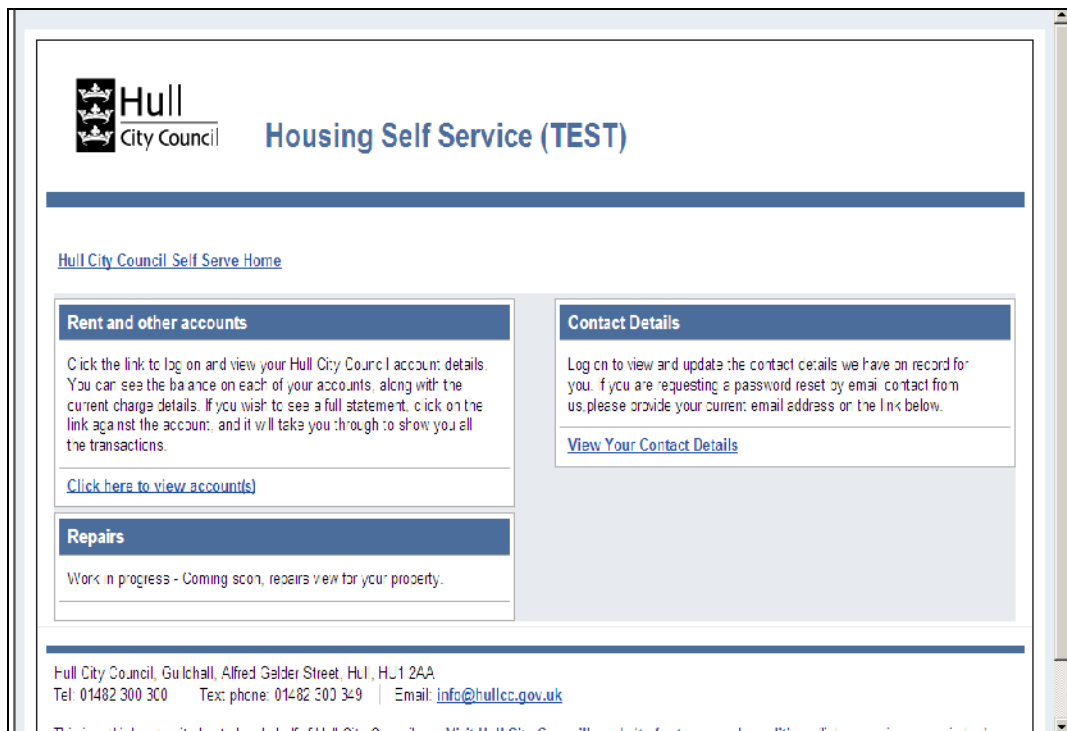 Hull
City Council
Housing Self Service (TEST)
Hull City Council Self Serve Home
Rent and other accounts
Click the link to log on and view your Hull City Council account details.
You can see the balance on each of your accounts, along with the
current charge details. If you wish to see a full statement, click on the
link against the account, and it will take you through to show you all
the transactions.
Click here to view account(s)
Repairs
Work in progress - Coming soon, repairs view for your property.
Contact Details
Log on to view and update the contact details we have on record for
you. If you are requesting a password reset by email contact from
us,please provide your current email address on the link below.
View Your Contact Details
Hull City Council, Guildhall, Alfred Gelder Street, Hull, HU1 2AA
Tel: 01482 300 300 Text phone: 01482 300 349 | Email: info@hullcc.gov.uk